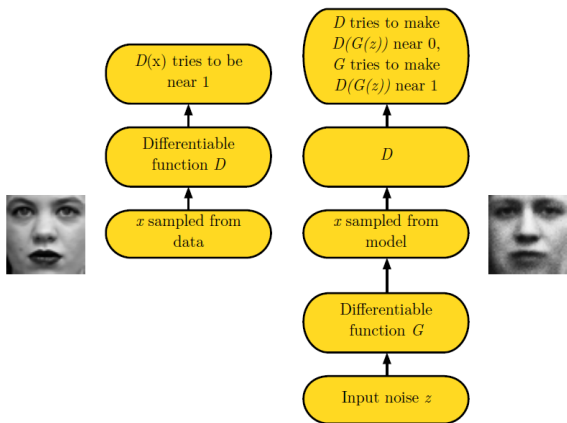 D(x) tries to be
near 1
Differentiable
function D
x sampled from
data
D tries to make
D(G(z)) near 0,
G tries to make
D(G(z)) near 1
D
x sampled from
model
Differentiable
function G
Input noise z